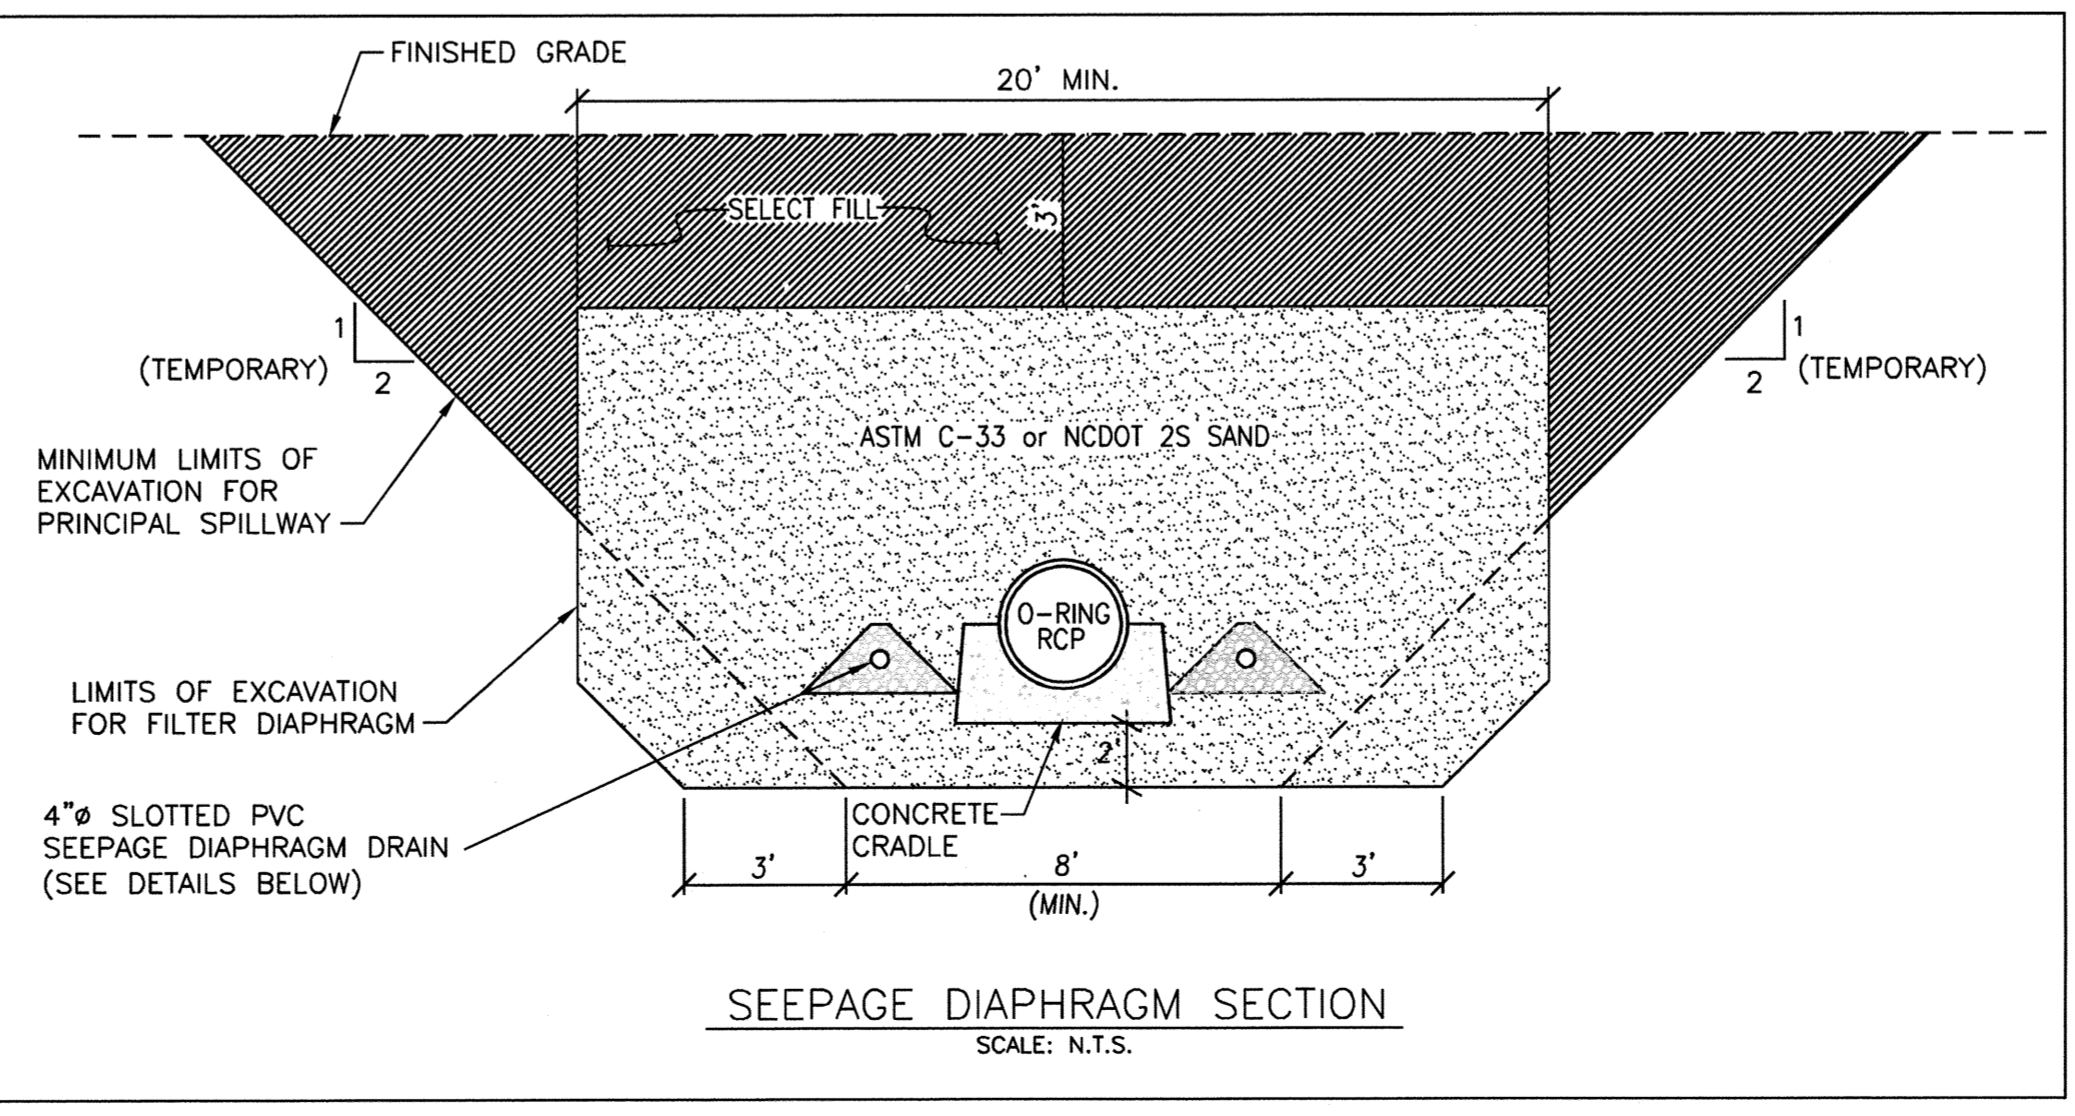 FINISHED GRADE
20' MIN.
SELECT FILL
3'
1
2
(TEMPORARY)
1
2
(TEMPORARY)
ASTM C-33 or NCDOT 2S SAND
MINIMUM LIMITS OF
EXCAVATION FOR
PRINCIPAL SPILLWAY
O-RING
RCP
LIMITS OF EXCAVATION
FOR FILTER DIAPHRAGM
2'
4"ø SLOTTED PVC
SEEPAGE DIAPHRAGM DRAIN
(SEE DETAILS BELOW)
CONCRETE
CRADLE
3'
8'
(MIN.)
3'
SEEPAGE DIAPHRAGM SECTION
SCALE: N.T.S.